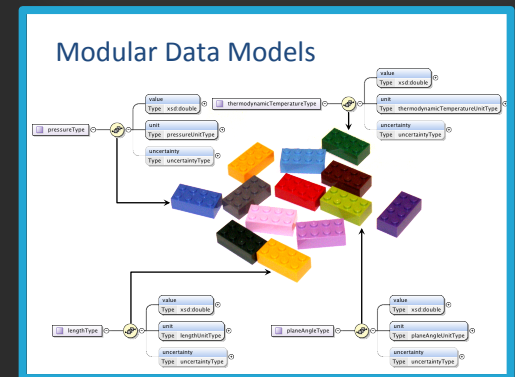 Modular Data Models
value
Type xsd:double
unit
Type pressureUnitType
uncertainty
Type uncertaintyType
pressureType
thermodynamicTemperatureType
value
Type xsd:double
unit
Type thermodynamicTemperatureUnitType
uncertainty
Type uncertaintyType
lengthType
value
Type xsd:double
unit
Type lengthUnitType
uncertainty
Type uncertaintyType
planeAngleType
value
Type xsd:double
unit
Type planeAngleUnitType
uncertainty
Type uncertaintyType